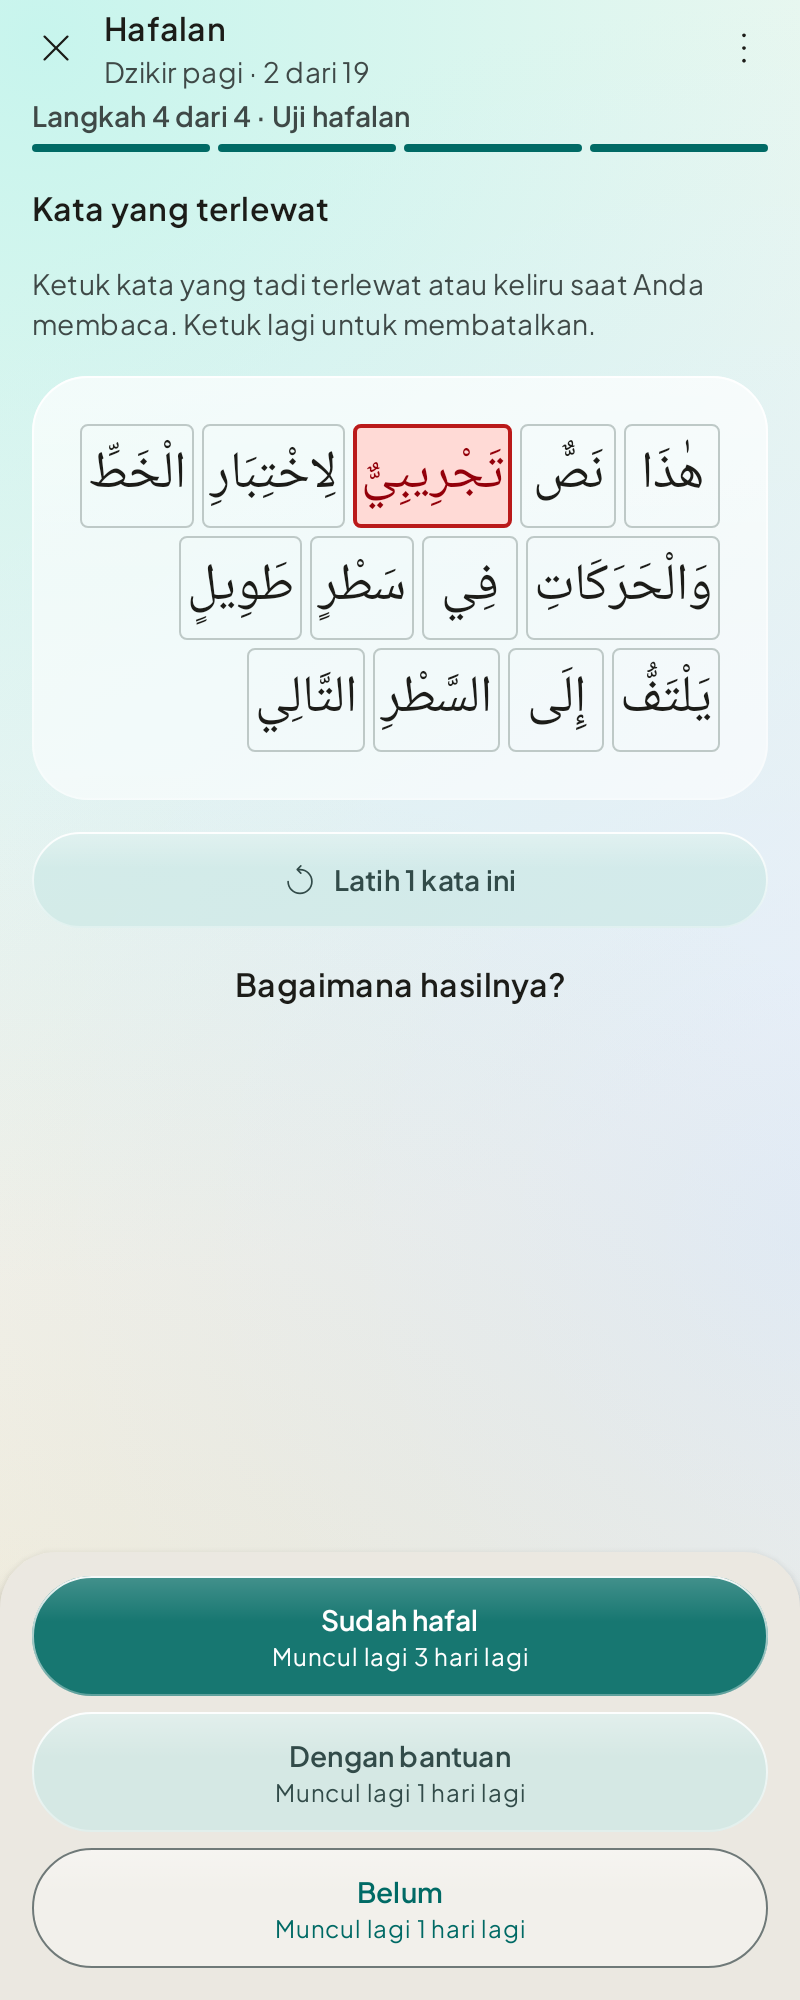 Hafalan
Dzikir pagi · 2 dari 19
Langkah 4 dari 4 · Uji hafalan
Kata yang terlewat
Ketuk kata yang tadi terlewat atau keliru saat Anda
membaca. Ketuk lagi untuk membatalkan.
هٰذَا نَصٌّ تَجْرِيبِيٌّ لِاخْتِبَارِ الْخَطِّ
وَالْحَرَكَاتِ فِي سَطْرٍ طَوِيلٍ
يَلْتَفُّ إِلَى السَّطْرِ التَّالِي
Latih 1 kata ini
Bagaimana hasilnya?
Sudah hafal
Muncul lagi 3 hari lagi
Dengan bantuan
Muncul lagi 1 hari lagi
Belum
Muncul lagi 1 hari lagi